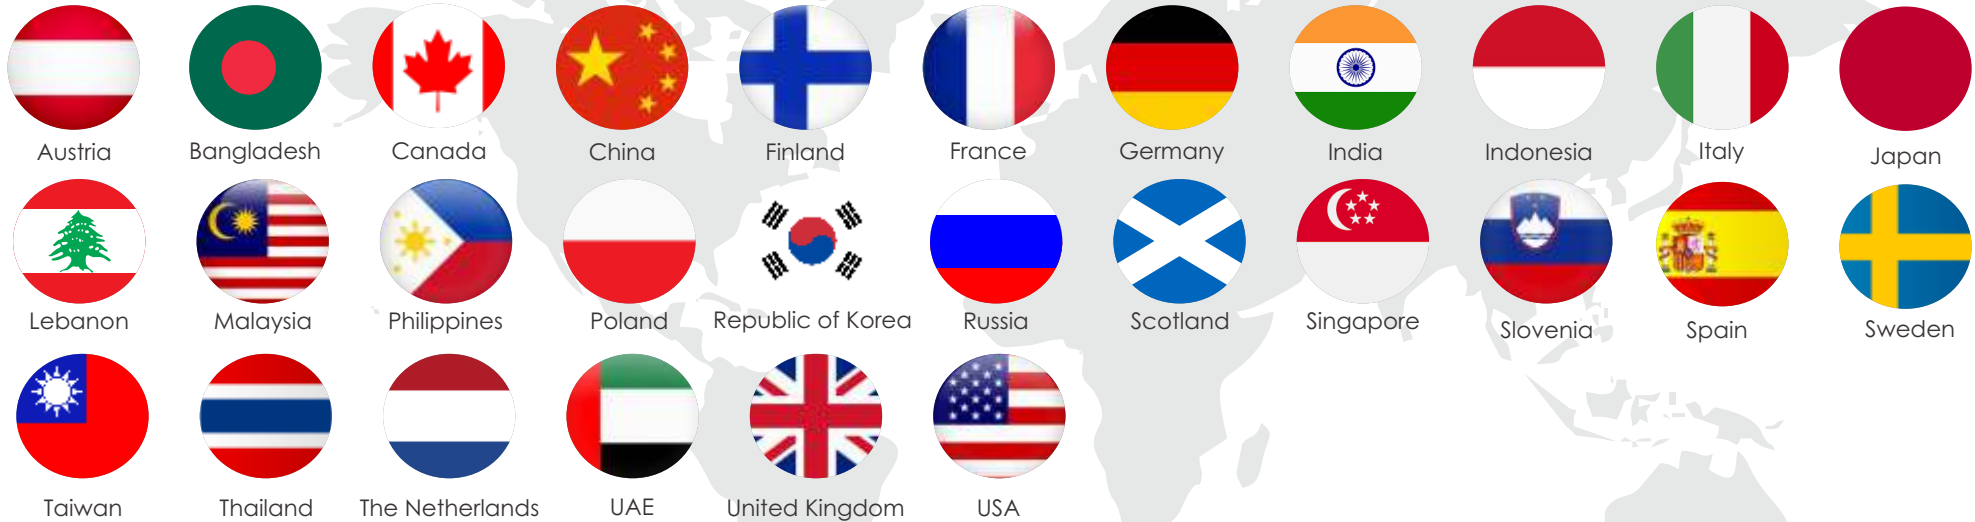 Austria
Bangladesh
Canada
China
Finland
France
Germany
India
Indonesia
Italy
Japan
Lebanon
Malaysia
Philippines
Poland
Republic of Korea
Russia
Scotland
Singapore
Slovenia
Spain
Sweden
Taiwan
Thailand
The Netherlands
UAE
United Kingdom
USA